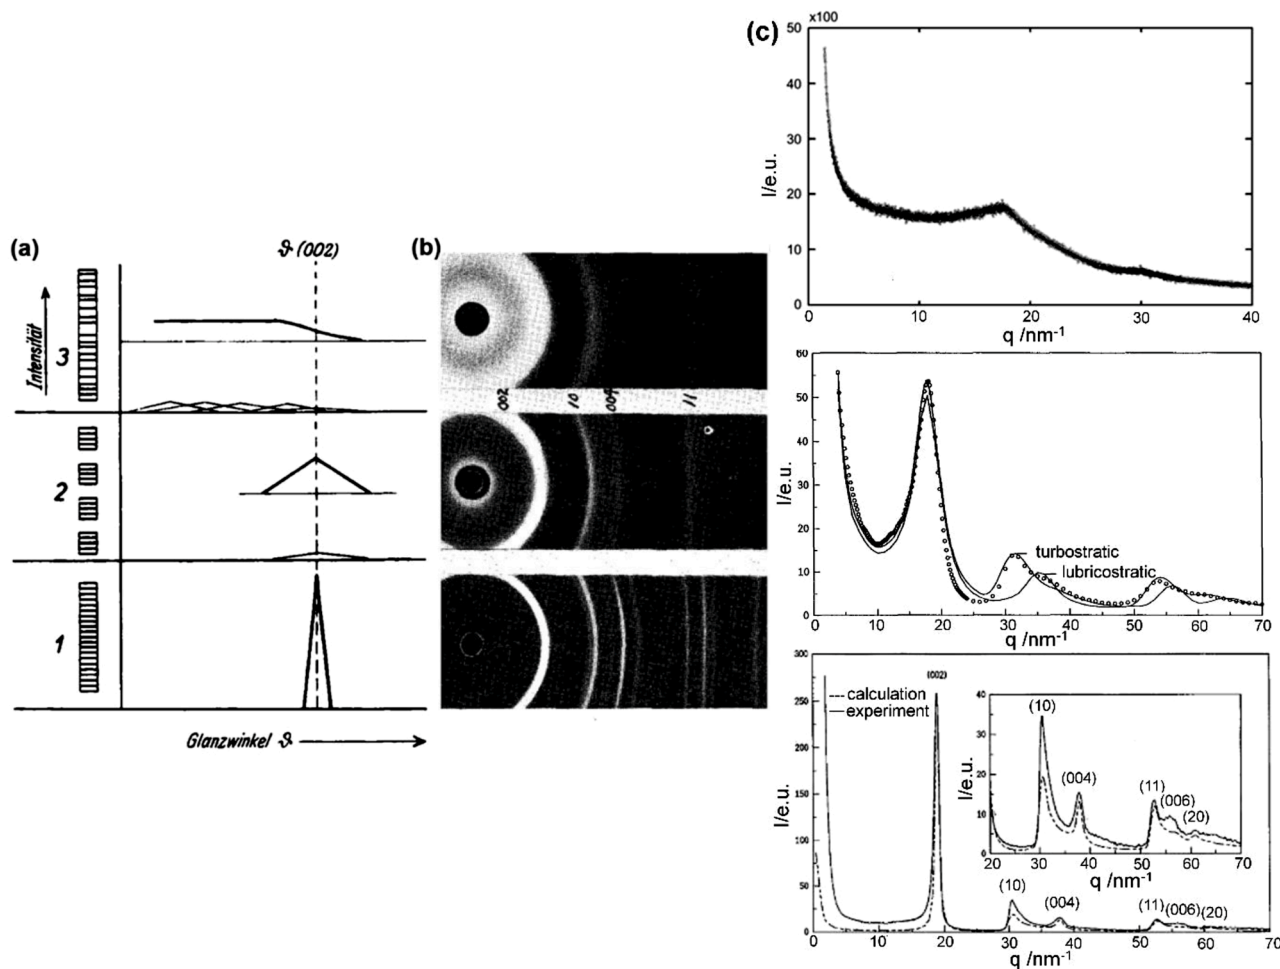 (a)
ϑ (002)
Intensität
3
2
1
Glanzwinkel ϑ
(b)
002
10
004
11
(c)
x100
50
40
30
20
10
0
I/e.u.
0 10 20 30 40
q /nm-1
60
50
40
30
20
10
0
I/e.u.
turbostratic
lubricostratic
0 10 20 30 40 50 60 70
q /nm-1
300
250
200
150
100
50
0
I/e.u.
(002)
calculation
experiment
(10)
(004)
(11)
(006)
(20)
0 10 20 30 40 50 60 70
q /nm-1
40
30
20
10
0
I/e.u.
(10)
(004)
(11)
(006)
(20)
20 30 40 50 60 70
q /nm-1